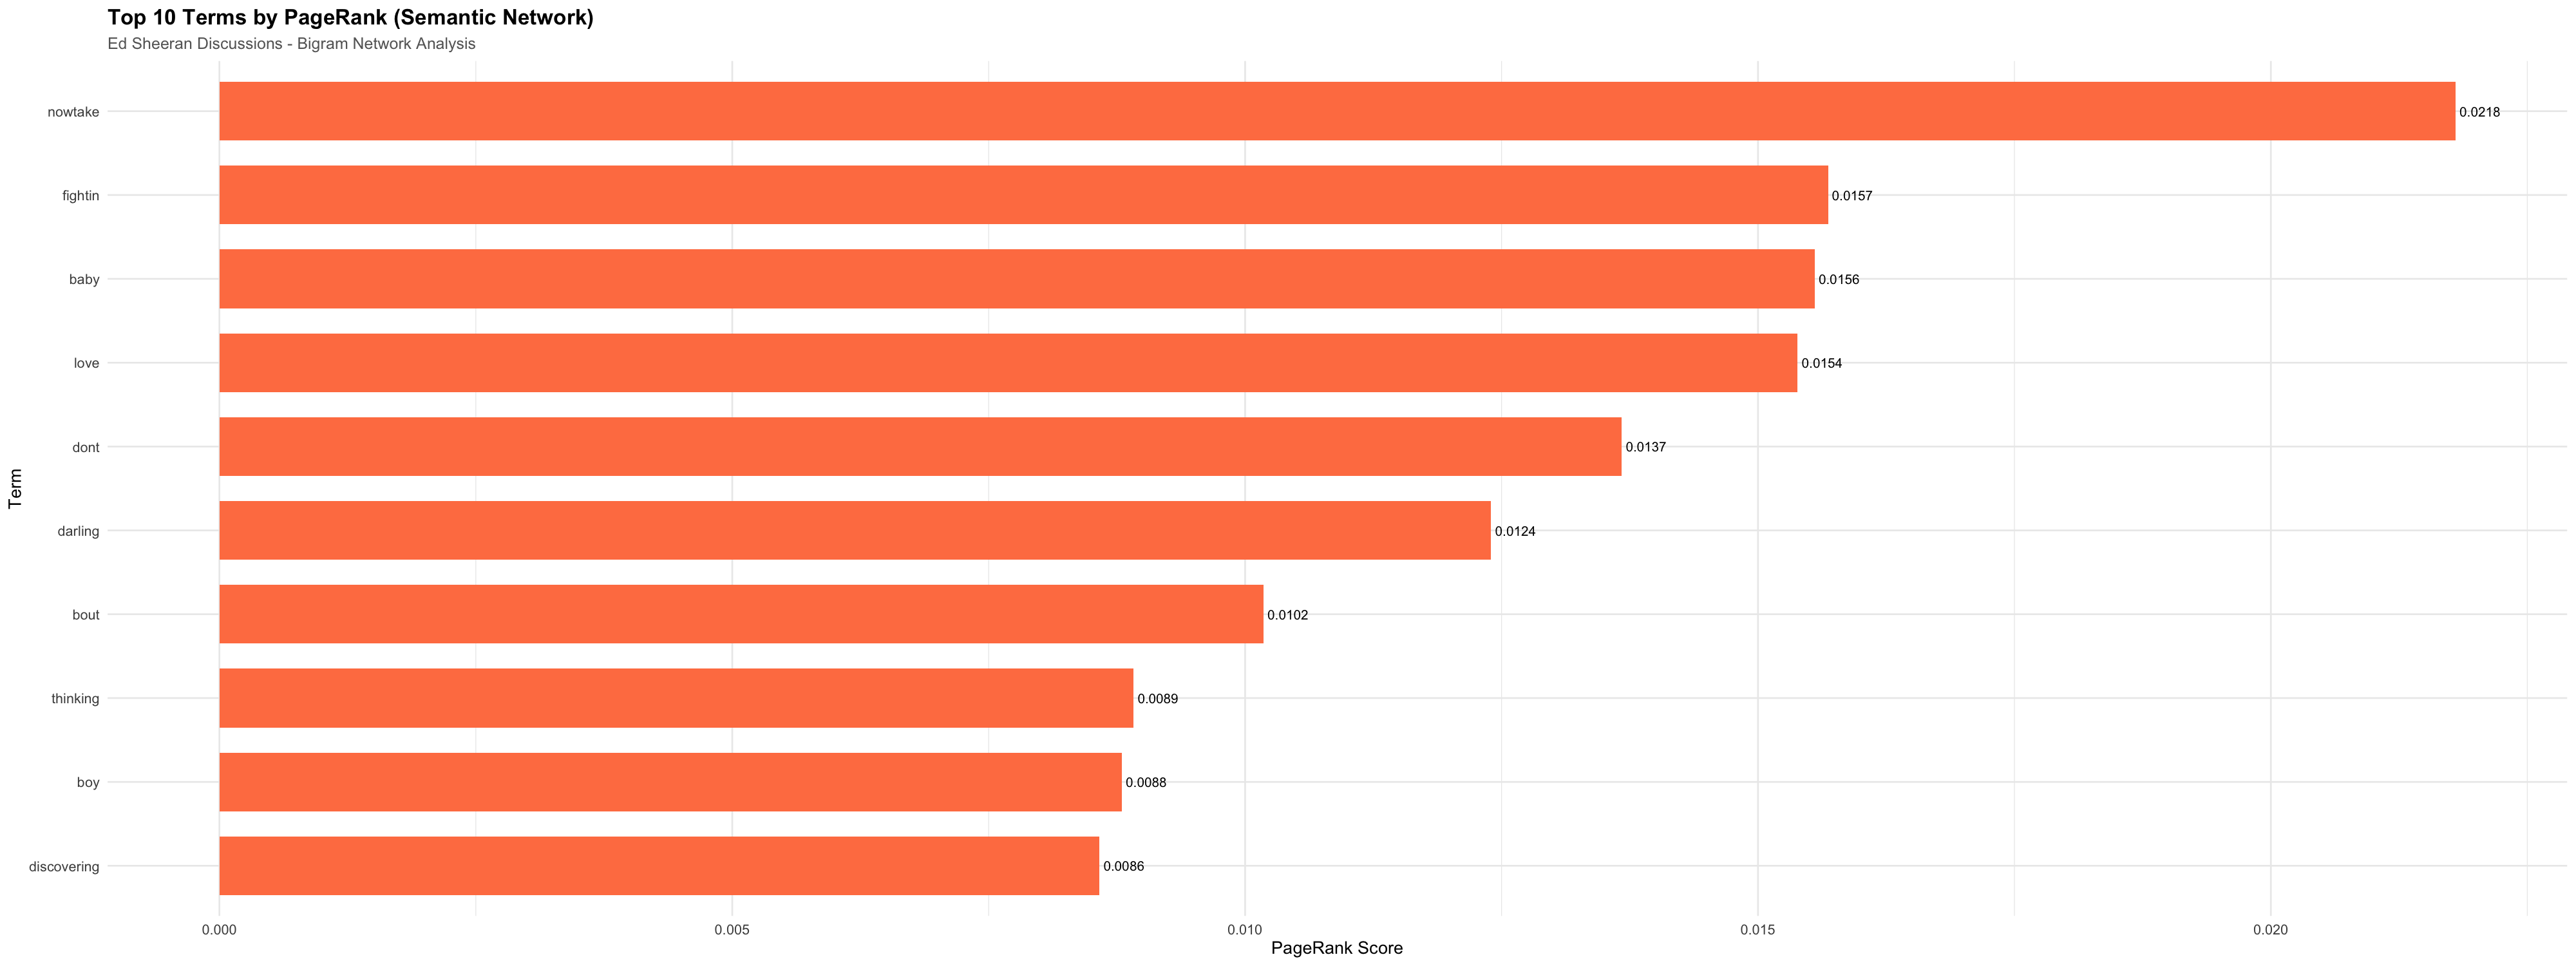 Top 10 Terms by PageRank (Semantic Network)
Ed Sheeran Discussions - Bigram Network Analysis
Term
nowtake 0.0218
fightin 0.0157
baby 0.0156
love 0.0154
dont 0.0137
darling 0.0124
bout 0.0102
thinking 0.0089
boy 0.0088
discovering 0.0086
0.000 0.005 0.010 0.015 0.020
PageRank Score